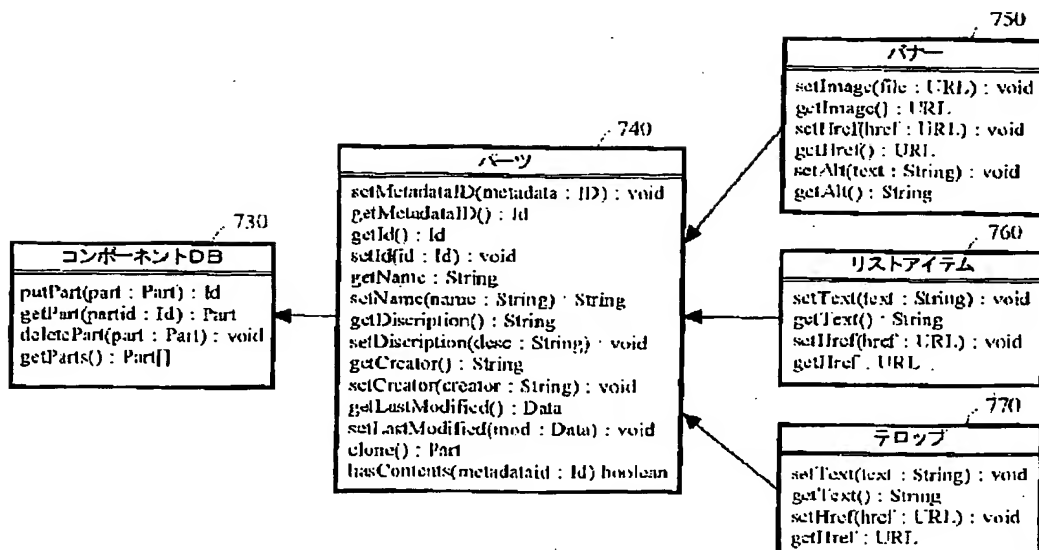 730
コンポーネントDB
putPart(part : Part) : Id
getPart(partid : Id) : Part
deletePart(part : Part) : void
getParts() : Part[]
740
パーツ
setMetadataID(metadata : ID) : void
getMetadataID() : Id
getId() : Id
setId(id : Id) : void
getName : String
setName(name : String) : String
getDiscription() : String
setDiscription(desc : String) : void
getCreator() : String
setCreator(creator : String) : void
getLastModified() : Data
setLastModified(mod : Data) : void
clone() : Part
hasContents(metadataid : Id) boolean
750
バナー
setImage(file : URL) : void
getImage() : URL
setHref(href : URL) : void
getHref() : URL
setAlt(text : String) : void
getAlt() : String
760
リストアイテム
setText(text : String) : void
getText() : String
setHref(href : URL) : void
getHref : URL
770
テロップ
setText(text : String) : void
getText() : String
setHref(href : URL) : void
getHref : URL